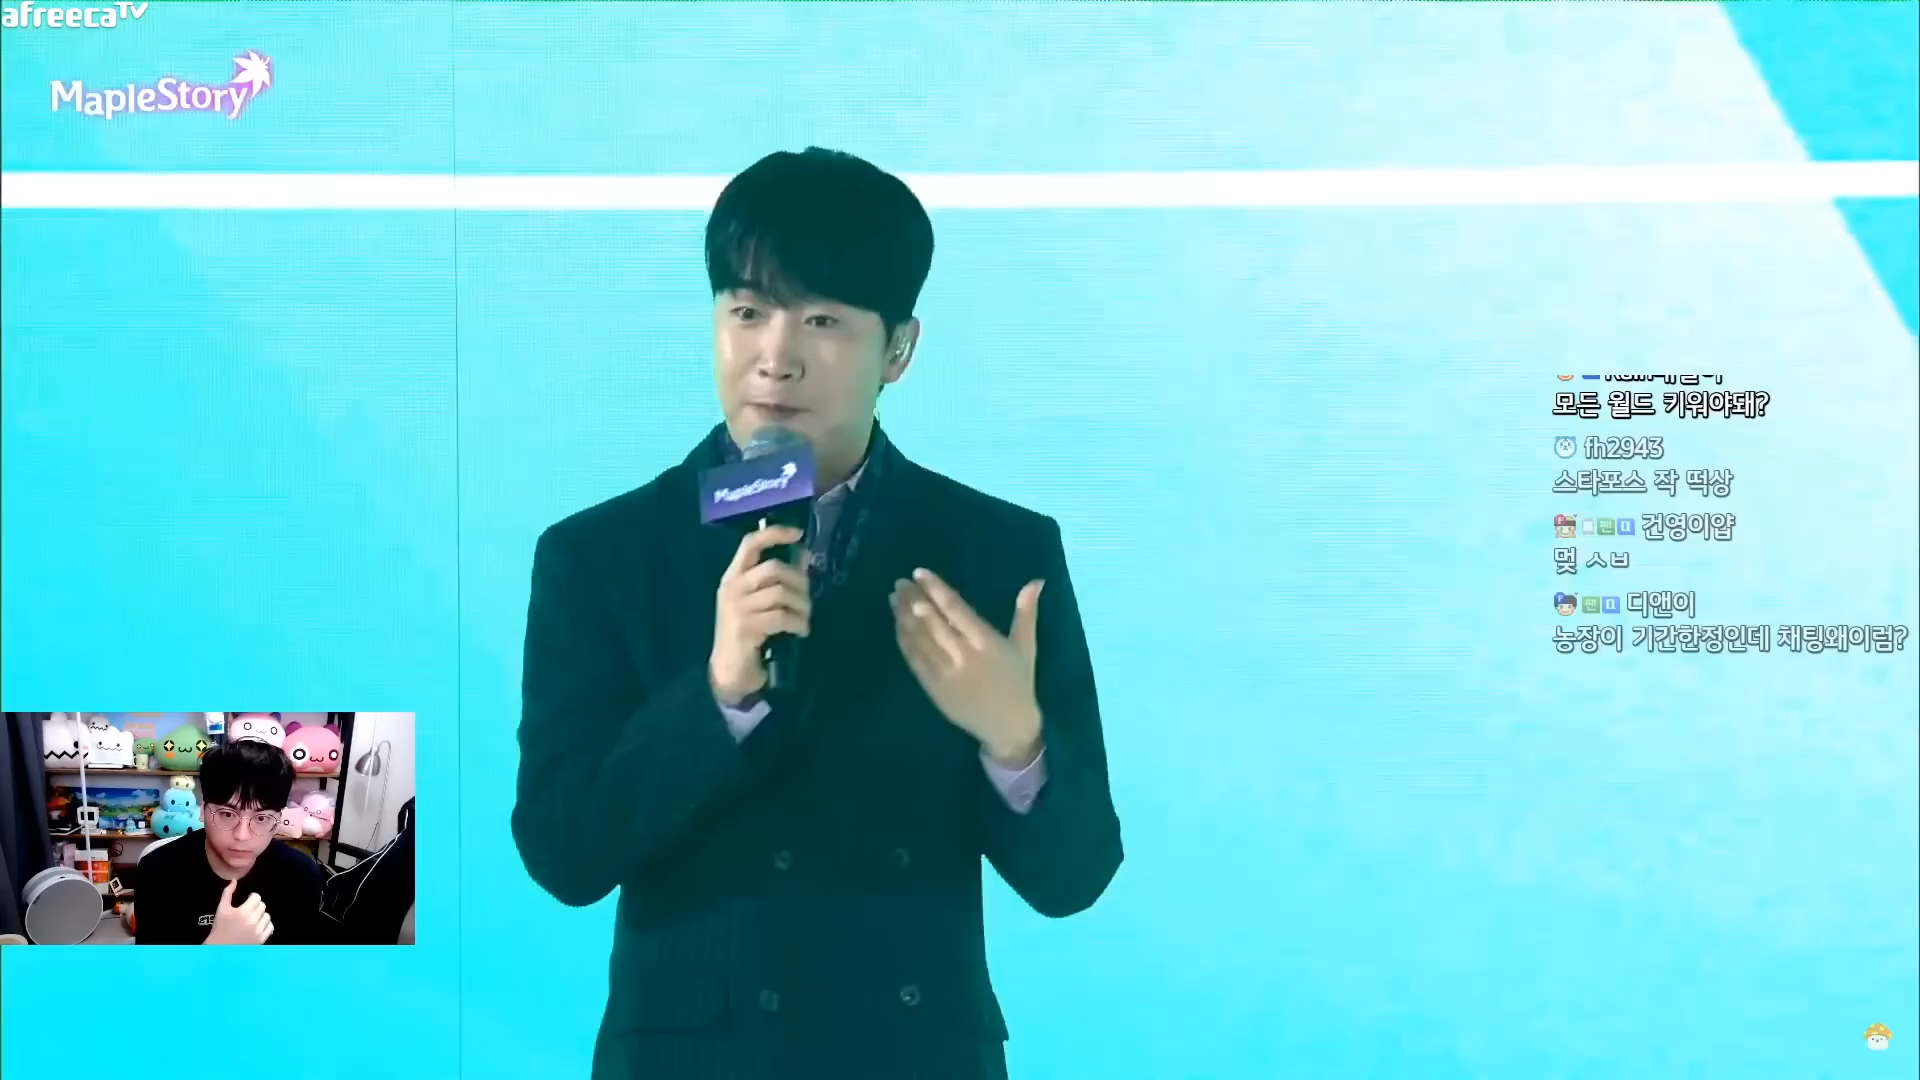 afreecaTV
MapleStory
MapleStory
모든 월드 키워야돼?
fh2943
스타포스 작 떡상
건영이얍
멫 ㅅㅂ
디앤이
농장이 기간한정인데 채팅왜이럼?